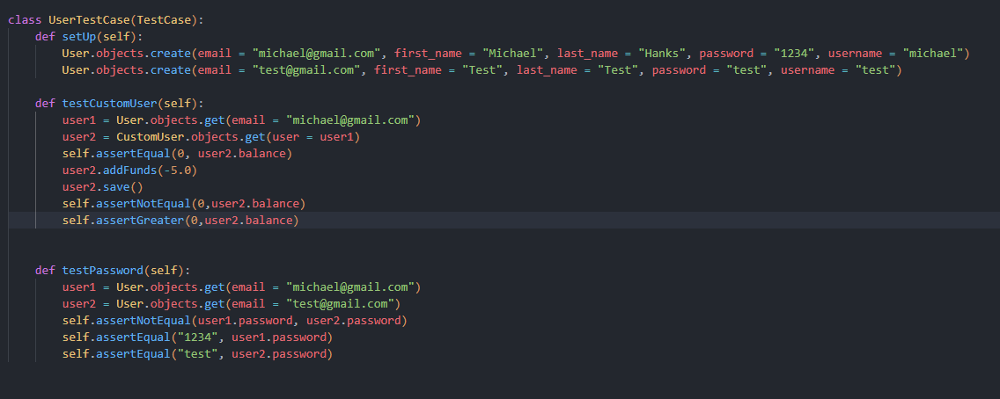 class UserTestCase(TestCase):
    def setUp(self):
        User.objects.create(email = "michael@gmail.com", first_name = "Michael", last_name = "Hanks", password = "1234", username = "michael")
        User.objects.create(email = "test@gmail.com", first_name = "Test", last_name = "Test", password = "test", username = "test")
    def testCustomUser(self):
        user1 = User.objects.get(email = "michael@gmail.com")
        user2 = CustomUser.objects.get(user = user1)
        self.assertEqual(0, user2.balance)
        user2.addFunds(-5.0)
        user2.save()
        self.assertNotEqual(0,user2.balance)
        self.assertGreater(0,user2.balance)
    def testPassword(self):
        user1 = User.objects.get(email = "michael@gmail.com")
        user2 = User.objects.get(email = "test@gmail.com")
        self.assertNotEqual(user1.password, user2.password)
        self.assertEqual("1234", user1.password)
        self.assertEqual("test", user2.password)